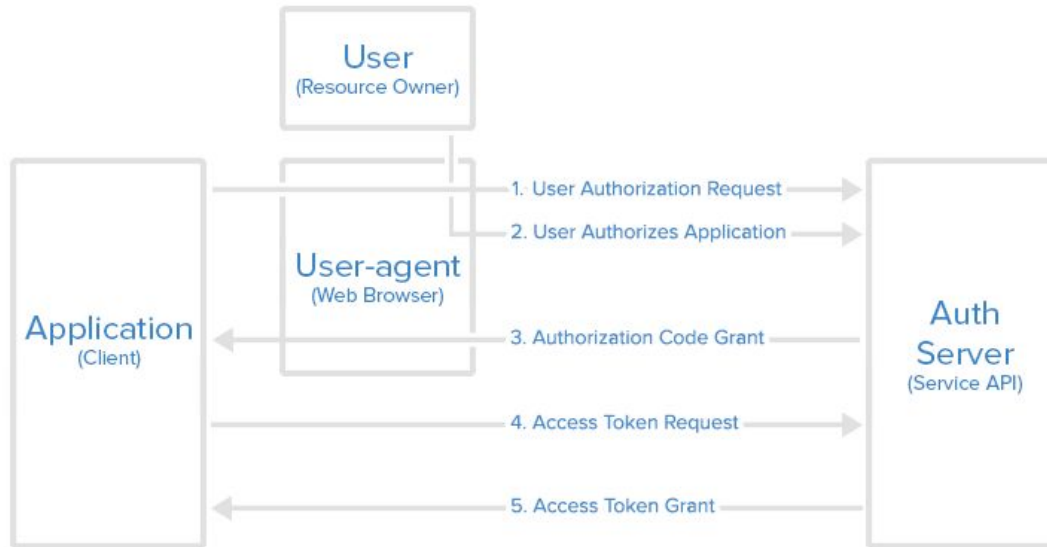 User
(Resource Owner)
1. User Authorization Request
2. User Authorizes Application
User-agent
(Web Browser)
Application
(Client)
3. Authorization Code Grant
Auth
Server
(Service API)
4. Access Token Request
5. Access Token Grant